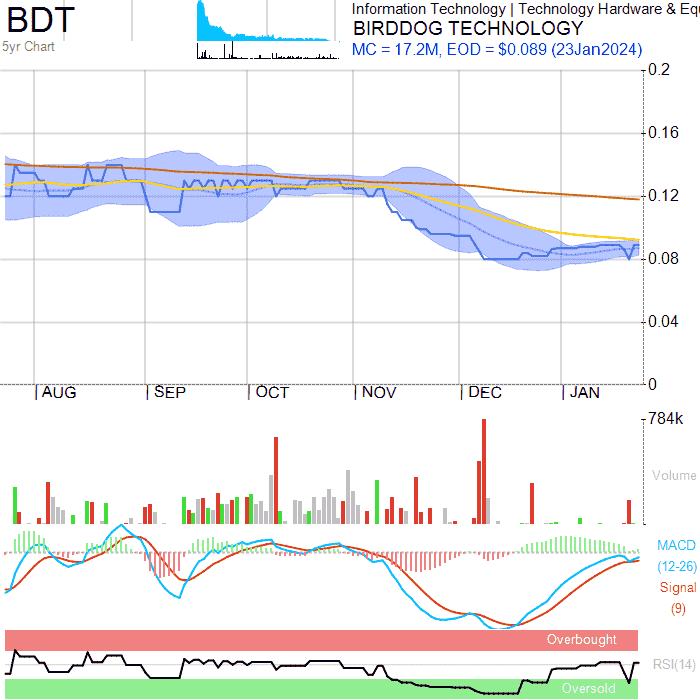 BDT
5yr Chart
Information Technology | Technology Hardware & Equ
BIRDDOG TECHNOLOGY
MC = 17.2M, EOD = $0.089 (23Jan2024)
0.2
0.16
0.12
0.08
0.04
0
AUG SEP OCT NOV DEC JAN
784k
Volume
MACD
(12-26)
Signal
(9)
Overbought
RSI(14)
Oversold